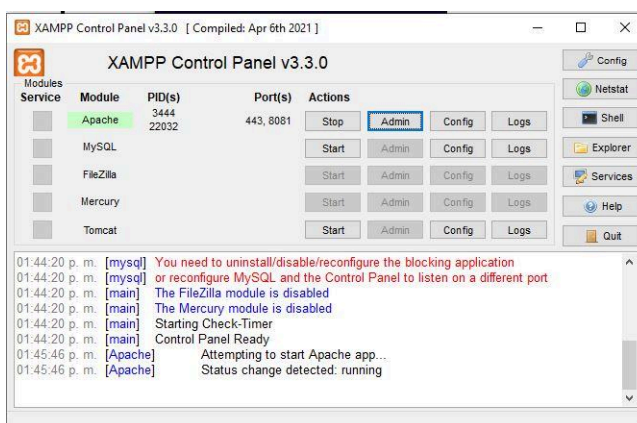 XAMPP Control Panel v3.3.0 [ Compiled: Apr 6th 2021 ]
XAMPP Control Panel v3.3.0
Config
Modules
Service Module PID(s) Port(s) Actions
Netstat
Apache 3444 22032 443, 8081 Stop Admin Config Logs
Shell
MySQL Start Admin Config Logs
Explorer
FileZilla Start Admin Config Logs
Services
Mercury Start Admin Config Logs
Help
Tomcat Start Admin Config Logs
Quit
01:44:20 p. m. [mysql] You need to uninstall/disable/reconfigure the blocking application
01:44:20 p. m. [mysql] or reconfigure MySQL and the Control Panel to listen on a different port
01:44:20 p. m. [main] The FileZilla module is disabled
01:44:20 p. m. [main] The Mercury module is disabled
01:44:20 p. m. [main] Starting Check-Timer
01:44:20 p. m. [main] Control Panel Ready
01:45:46 p. m. [Apache] Attempting to start Apache app...
01:45:46 p. m. [Apache] Status change detected: running